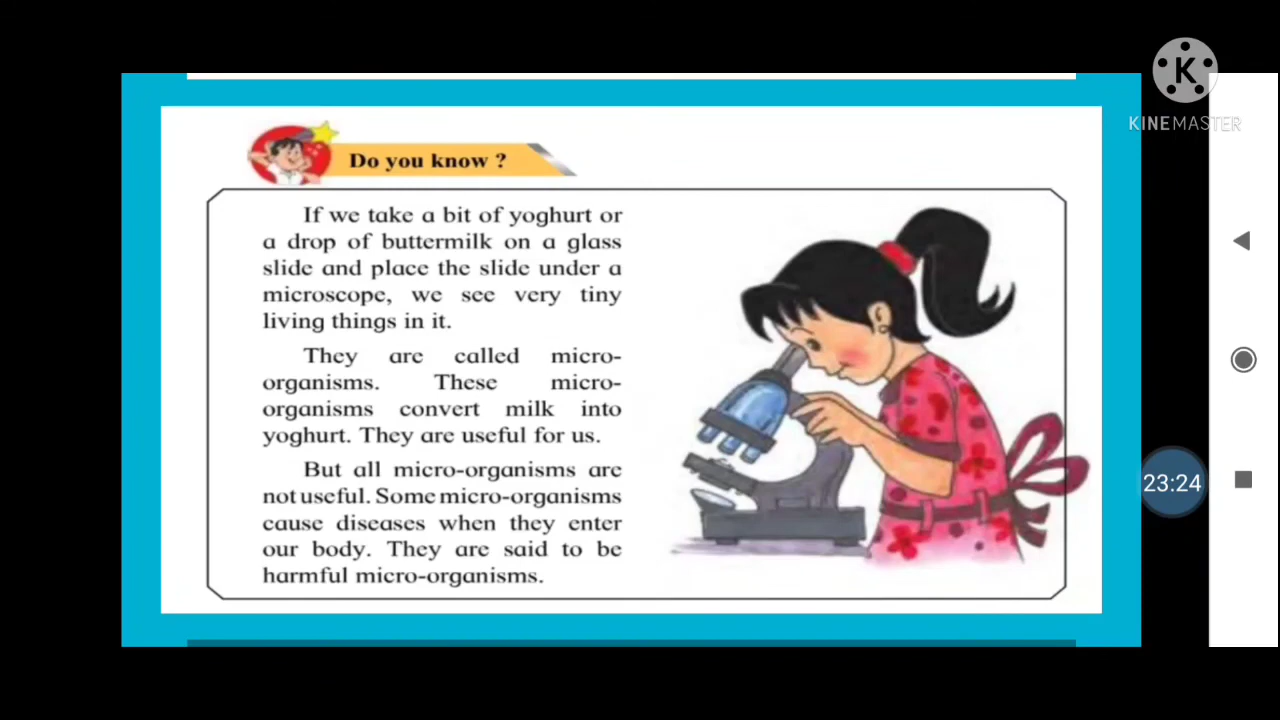 KINEMASTER
Do you know ?
If we take a bit of yoghurt or
a drop of buttermilk on a glass
slide and place the slide under a
microscope, we see very tiny
living things in it.
They are called micro-
organisms. These micro-
organisms convert milk into
yoghurt. They are useful for us.
But all micro-organisms are
not useful. Some micro-organisms
cause diseases when they enter
our body. They are said to be
harmful micro-organisms.
23:24